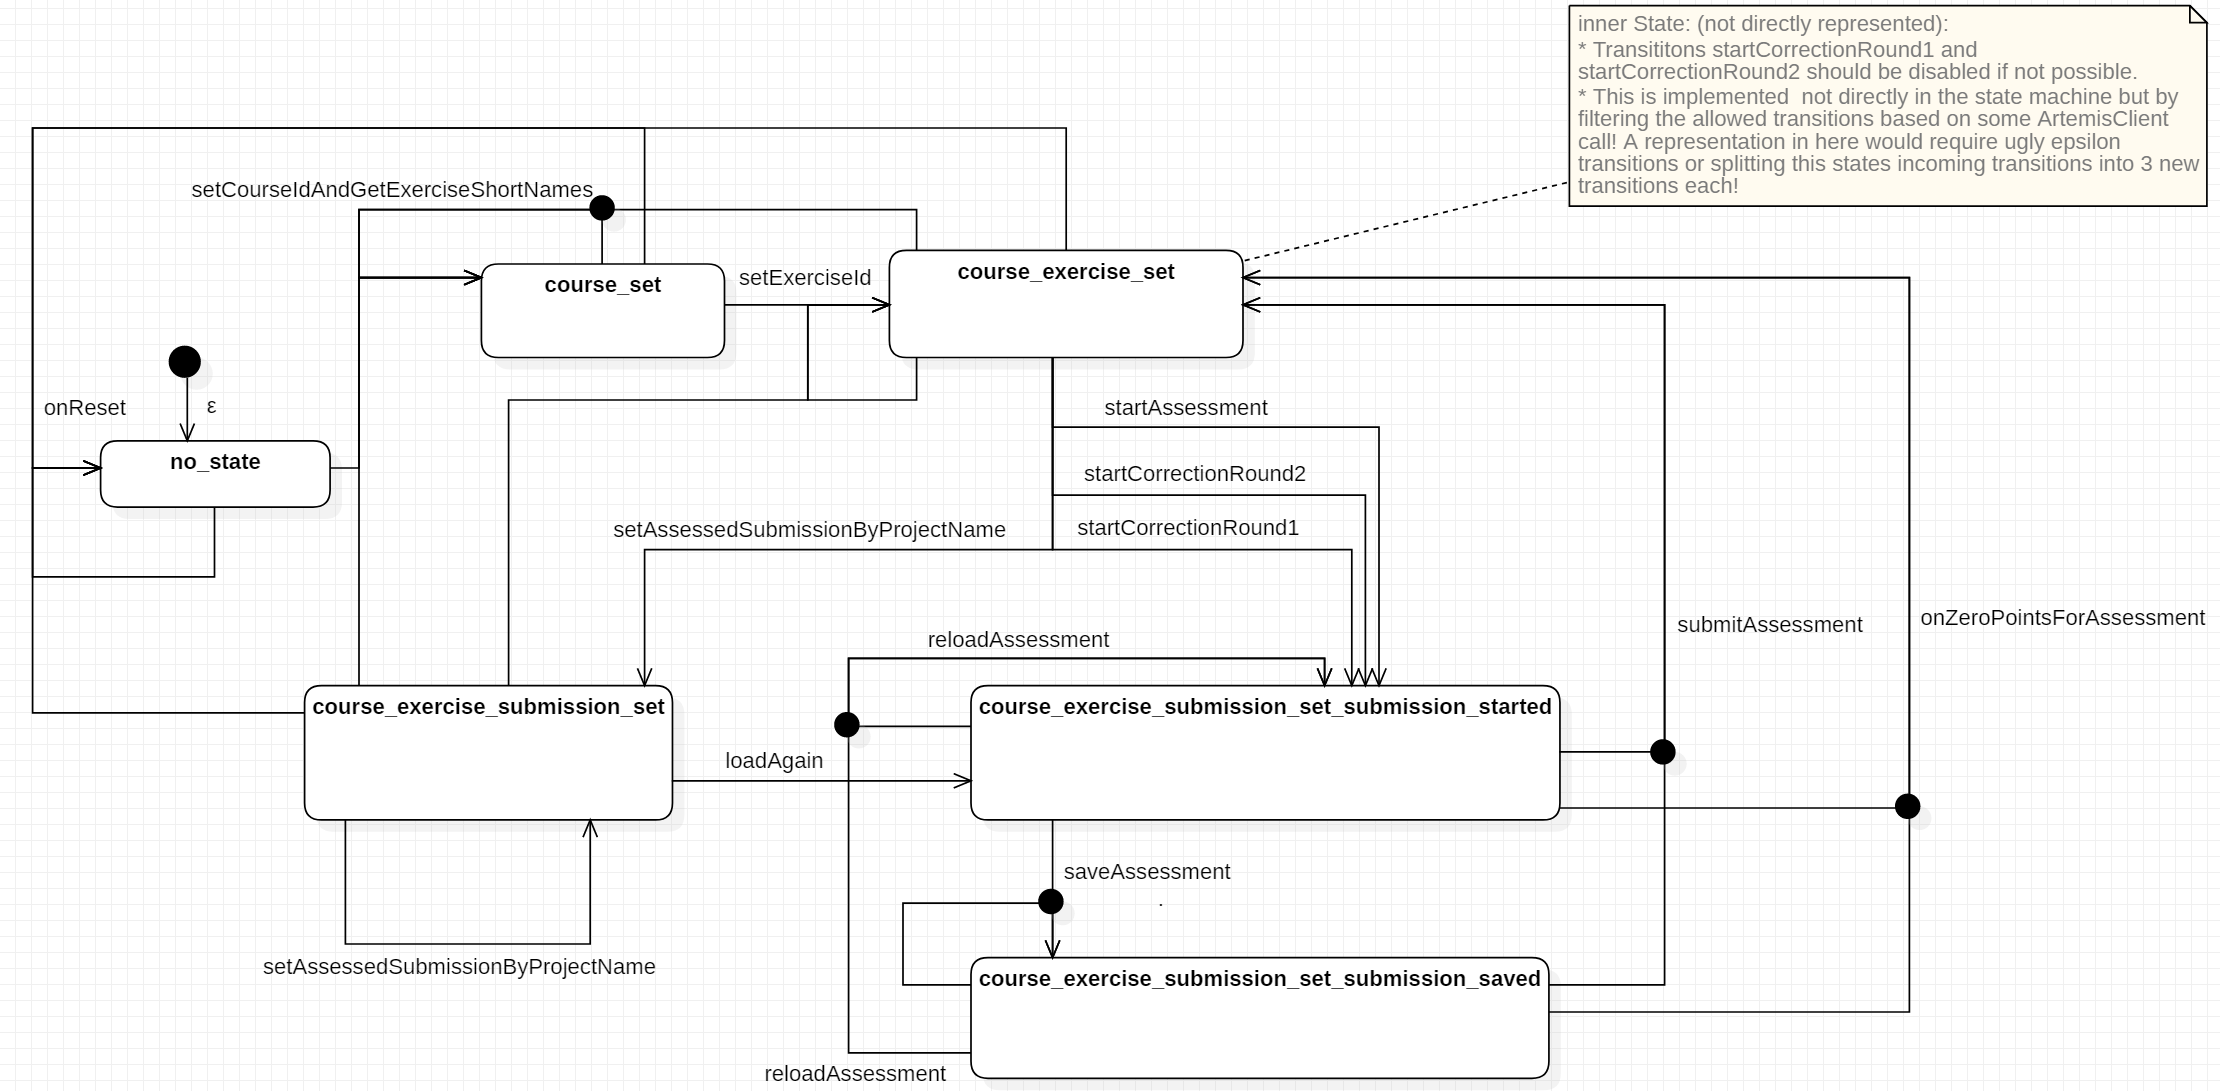 inner State: (not directly represented):
* Transititons startCorrectionRound1 and
startCorrectionRound2 should be disabled if not possible.
* This is implemented  not directly in the state machine but by
filtering the allowed transitions based on some ArtemisClient
call! A representation in here would require ugly epsilon
transitions or splitting this states incoming transitions into 3 new
transitions each!
setCourseIdAndGetExerciseShortNames
course_set
setExerciseId
course_exercise_set
onReset
ε
no_state
startAssessment
startCorrectionRound2
setAssessedSubmissionByProjectName
startCorrectionRound1
reloadAssessment
submitAssessment
onZeroPointsForAssessment
course_exercise_submission_set
course_exercise_submission_set_submission_started
loadAgain
saveAssessment
.
setAssessedSubmissionByProjectName
course_exercise_submission_set_submission_saved
reloadAssessment